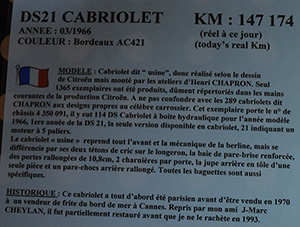 DS21 CABRIOLET KM : 147 174
ANNEE : 03/1966 (réel à ce jour)
COULEUR : Bordeaux AC421 (today's real Km)
MODELE : Cabriolet dit " usine", donc réalisé selon le dessin
de Citroën mais monté par les ateliers d'Henri CHAPRON. Seul
1365 exemplaires ont été produits, dûment répertoriés dans les mains
courantes de la production Citroën. A ne pas confondre avec les 289 cabriolets dit
CHAPRON aux designs propres au célèbre carrossier. Cet exemplaire porte le n° de
châssis 4 350 091, il y eut 114 DS Cabriolet à boite hydraulique pour l'année modèle
1966, 1ère année de la DS 21, la seule version disponible en cabriolet, 21 indiquant un
moteur à 5 paliers.
Le cabriolet « usine » reprend tout l'avant et la mécanique de la berline, mais se
différencie par ses deux tétons de cric sur le longeron, la baie de pare-brise renforcée,
les portes rallongées de 10,8cm, 2 charnières par porte, la jupe arrière en tôle d'une
seule pièce et un pare-chocs arrière rallongé. Toutes les baguettes sont aussi
spécifiques.
HISTORIQUE : Ce cabriolet a tout d'abord été parisien avant d'être vendu en 1970
à un vendeur de frite du bord de mer à Cannes. Repris par mon ami J-Marc
CHEYLAN, il fut partiellement restauré avant que je ne le rachète en 1993.